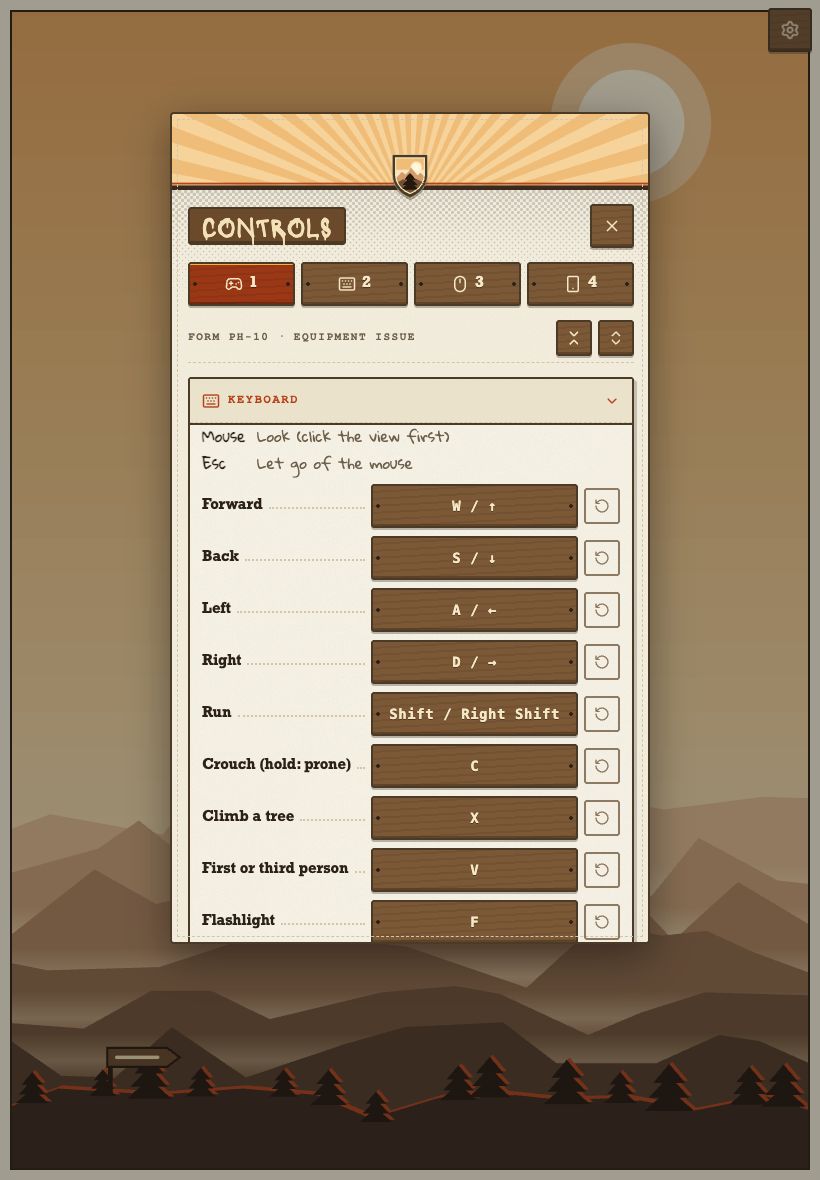 CONTROLS
1 2 3 4
FORM PH-10 · EQUIPMENT ISSUE
KEYBOARD
Mouse Look (click the view first)
Esc Let go of the mouse
Forward W / ↑
Back S / ↓
Left A / ←
Right D / →
Run Shift / Right Shift
Crouch (hold: prone) C
Climb a tree X
First or third person V
Flashlight F